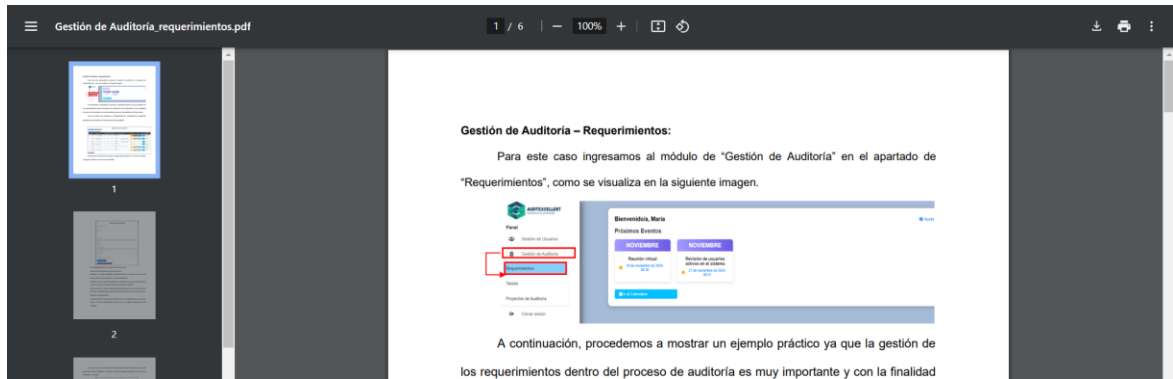 Gestión de Auditoría_requerimientos.pdf
1 / 6
100%
1
2
Gestión de Auditoría – Requerimientos:
Para este caso ingresamos al módulo de “Gestión de Auditoría” en el apartado de
“Requerimientos”, como se visualiza en la siguiente imagen.
AUDITEXCELLENT
Panel
Gestión de Usuarios
Gestión de Auditoría
Requerimientos
Tareas
Proyectos de Auditoría
Cerrar sesión
Bienvenido/a, Maria
Ayuda
Próximos Eventos
NOVIEMBRE
Reunión virtual
NOVIEMBRE
Revisión de usuarios
activos en el sistema
Ir al Calendario
A continuación, procedemos a mostrar un ejemplo práctico ya que la gestión de
los requerimientos dentro del proceso de auditoría es muy importante y con la finalidad